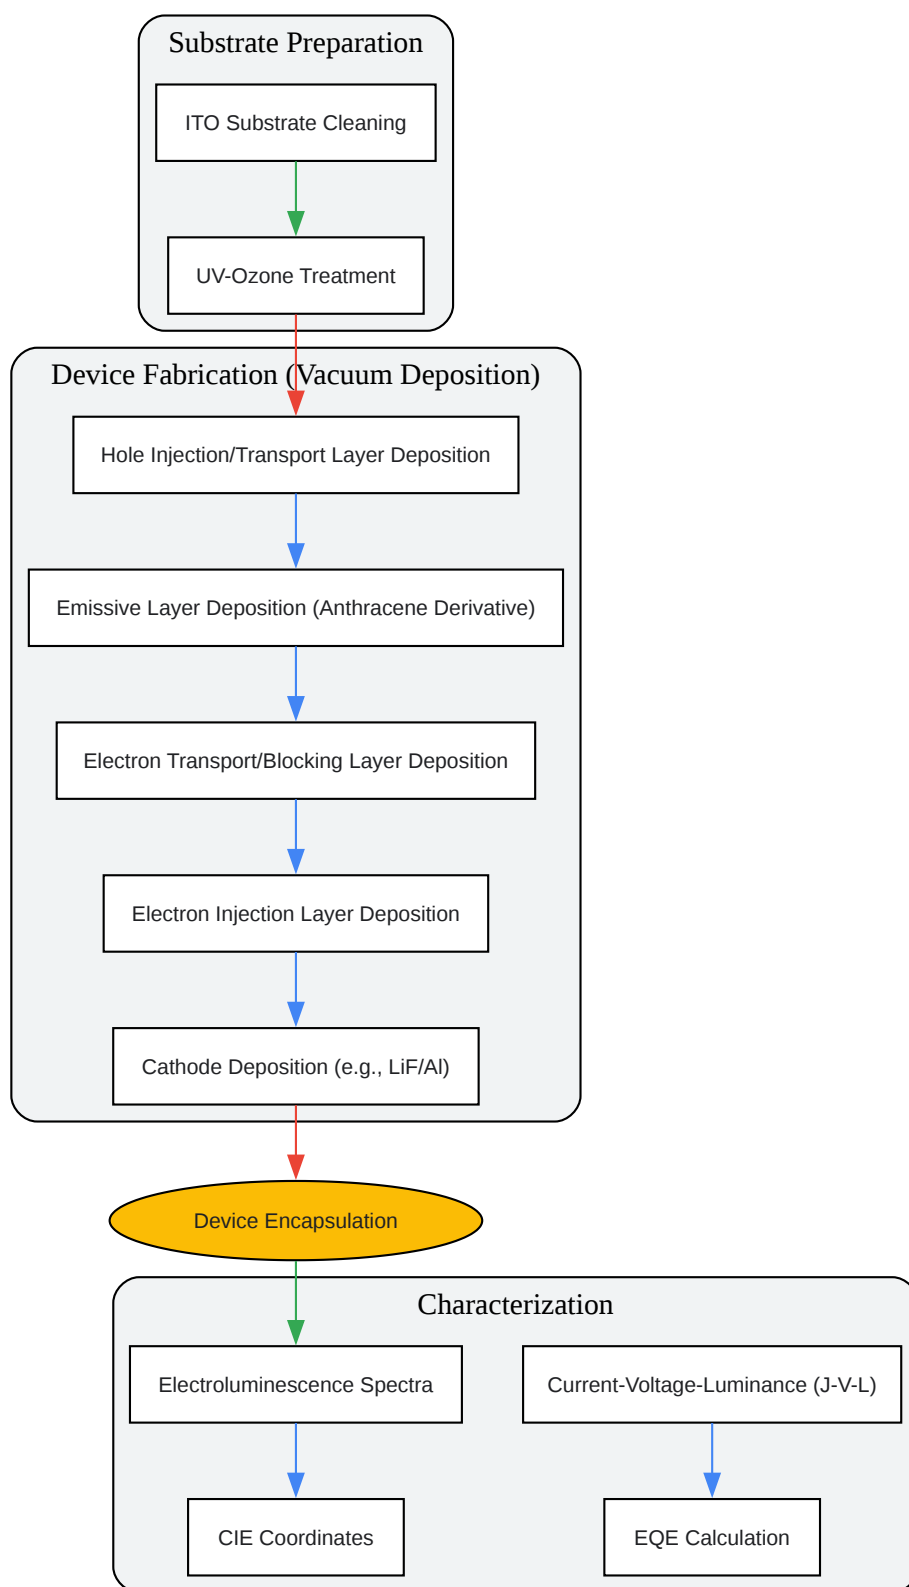 Substrate Preparation
ITO Substrate Cleaning
UV-Ozone Treatment
Device Fabrication (Vacuum Deposition)
Hole Injection/Transport Layer Deposition
Emissive Layer Deposition (Anthracene Derivative)
Electron Transport/Blocking Layer Deposition
Electron Injection Layer Deposition
Cathode Deposition (e.g., LiF/Al)
Device Encapsulation
Characterization
Electroluminescence Spectra
Current-Voltage-Luminance (J-V-L)
CIE Coordinates
EQE Calculation